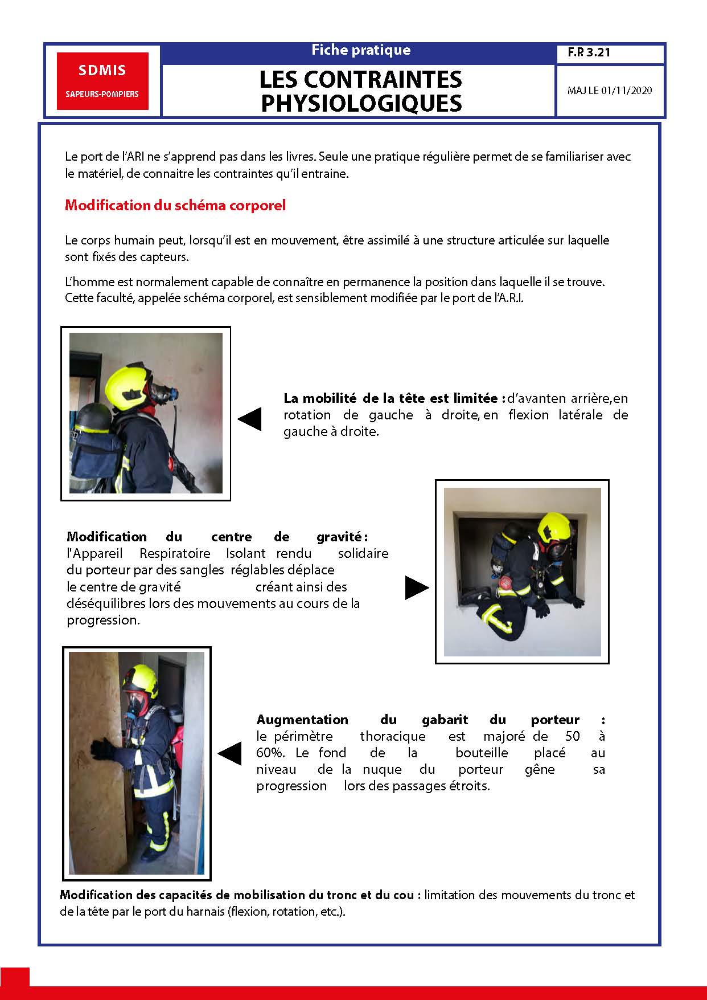 SDMIS
SAPEURS-POMPIERS
Fiche pratique
LES CONTRAINTES
PHYSIOLOGIQUES
F.P. 3.21
MAJ LE 01/11/2020
Le port de l’ARI ne s’apprend pas dans les livres. Seule une pratique régulière permet de se familiariser avec
le matériel, de connaitre les contraintes qu’il entraine.
Modification du schéma corporel
Le corps humain peut, lorsqu’il est en mouvement, être assimilé à une structure articulée sur laquelle
sont fixés des capteurs.
L’homme est normalement capable de connaître en permanence la position dans laquelle il se trouve.
Cette faculté, appelée schéma corporel, est sensiblement modifiée par le port de l’A.R.I.
La mobilité de la tête est limitée : d’avanten arrière,en
rotation de gauche à droite, en flexion latérale de
gauche à droite.
Modification du centre de gravité :
l'Appareil Respiratoire Isolant rendu solidaire
du porteur par des sangles réglables déplace
le centre de gravité créant ainsi des
déséquilibres lors des mouvements au cours de la
progression.
Augmentation du gabarit du porteur :
le périmètre thoracique est majoré de 50 à
60%. Le fond de la bouteille placé au
niveau de la nuque du porteur gêne sa
progression lors des passages étroits.
Modification des capacités de mobilisation du tronc et du cou : limitation des mouvements du tronc et
de la tête par le port du harnais (flexion, rotation, etc.).